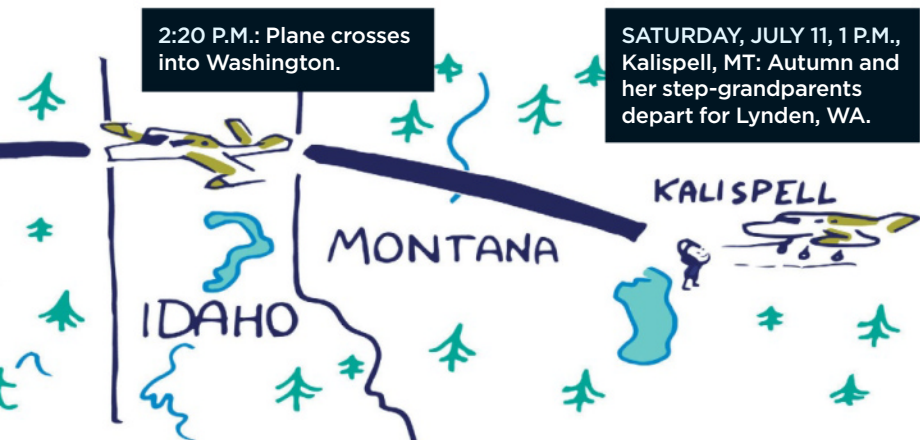 2:20 P.M.: Plane crosses
into Washington.
SATURDAY, JULY 11, 1 P.M.,
Kalispell, MT: Autumn and
her step-grandparents
depart for Lynden, WA.
KALISPELL
MONTANA
IDAHO